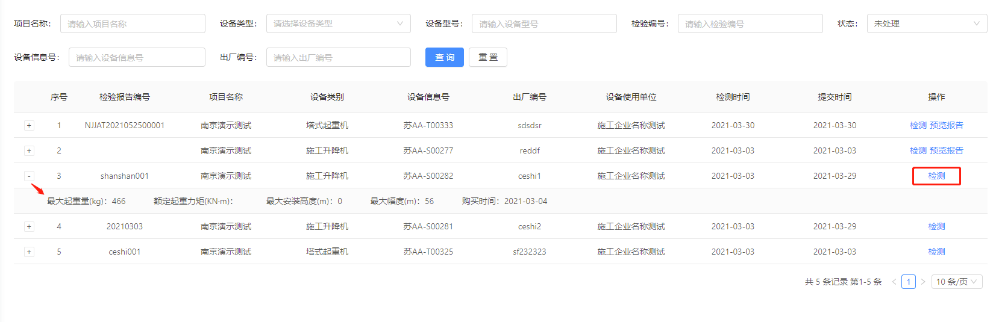 项目名称： 请输入项目名称 设备类型： 请选择设备类型 设备型号： 请输入设备型号 检验编号： 请输入检验编号 状态： 未处理
设备信息号： 请输入设备信息号 出厂编号： 请输入出厂编号 查 询 重 置
序号 检验报告编号 项目名称 设备类别 设备信息号 出厂编号 设备使用单位 检测时间 提交时间 操作
+ 1 NJJAT2021052500001 南京演示测试 塔式起重机 苏AA-T00333 sdsdsr 施工企业名称测试 2021-03-30 2021-03-30 检测 预览报告
+ 2 南京演示测试 施工升降机 苏AA-S00277 reddf 施工企业名称测试 2021-03-03 2021-03-03 检测 预览报告
- 3 shanshan001 南京演示测试 施工升降机 苏AA-S00282 ceshi1 施工企业名称测试 2021-03-03 2021-03-29 检测
最大起重量(kg)：466 额定起重力矩(KN·m)： 最大安装高度(m)：0 最大幅度(m)：56 购买时间：2021-03-04
+ 4 20210303 南京演示测试 施工升降机 苏AA-S00281 ceshi2 施工企业名称测试 2021-03-03 2021-03-29 检测
+ 5 ceshi001 南京演示测试 塔式起重机 苏AA-T00325 sf232323 施工企业名称测试 2021-03-03 2021-03-03 检测
共 5 条记录 第1-5 条 < 1 > 10 条/页